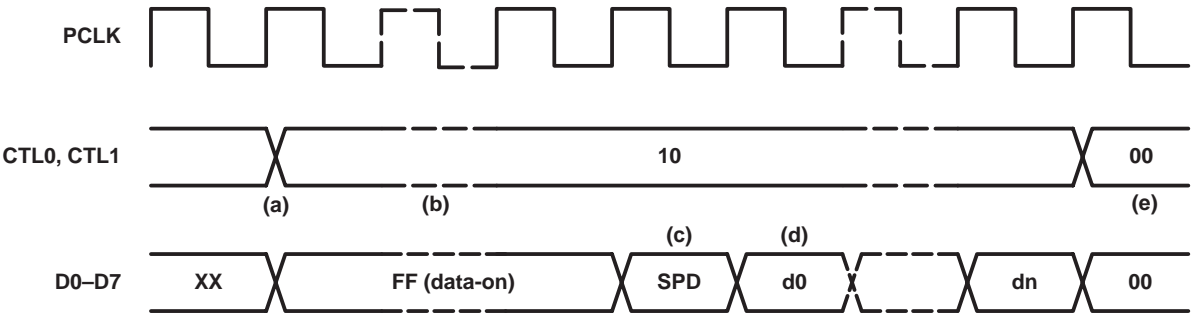 PCLK
CTL0, CTL1
10
00
(a)
(b)
(e)
(c)
(d)
D0–D7
XX
FF (data-on)
SPD
d0
dn
00